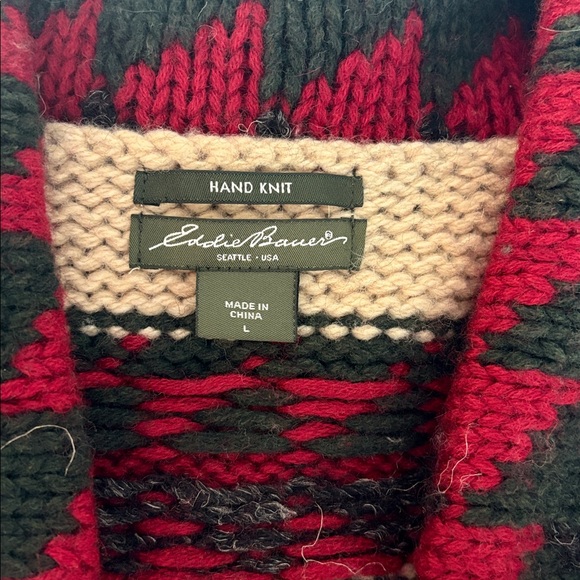 HAND KNIT
Eddie Bauer®
SEATTLE · USA
MADE IN
CHINA
L